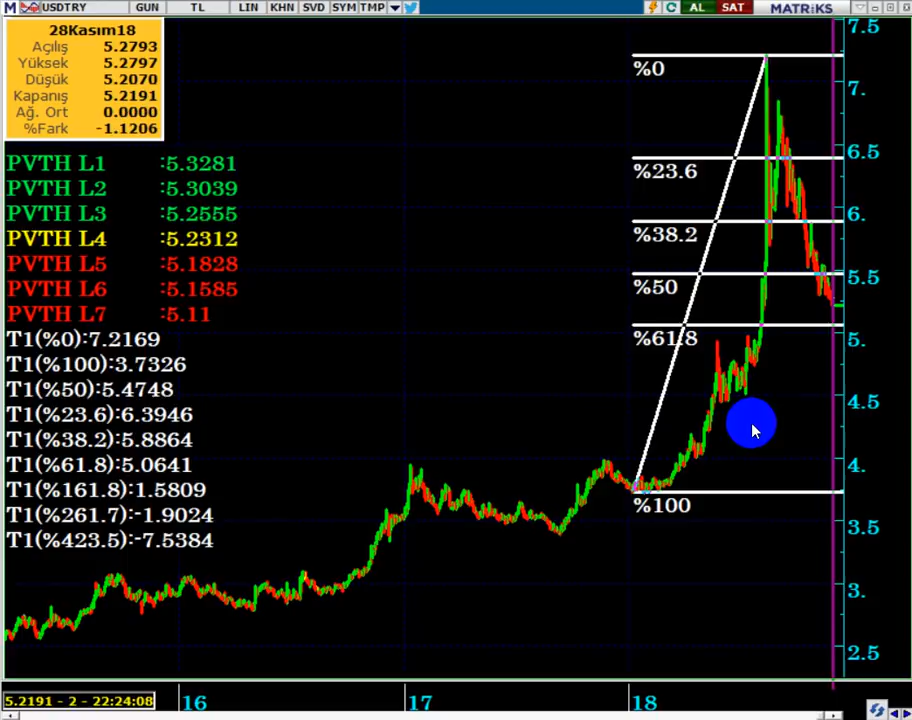 M USDTRY GUN TL LIN KHN SVD SYM TMP AL SAT MATRIKS
28Kasım18
Açılış 5.2793
Yüksek 5.2797
Düşük 5.2070
Kapanış 5.2191
Ağ. Ort 0.0000
%Fark -1.1206
PVTH L1 :5.3281
PVTH L2 :5.3039
PVTH L3 :5.2555
PVTH L4 :5.2312
PVTH L5 :5.1828
PVTH L6 :5.1585
PVTH L7 :5.11
T1(%0):7.2169
T1(%100):3.7326
T1(%50):5.4748
T1(%23.6):6.3946
T1(%38.2):5.8864
T1(%61.8):5.0641
T1(%161.8):1.5809
T1(%261.7):-1.9024
T1(%423.5):-7.5384
%0
%23.6
%38.2
%50
%61.8
%100
7.5
7.
6.5
6.
5.5
5.
4.5
4.
3.5
3.
2.5
5.2191 - 2 - 22:24:08
16 17 18